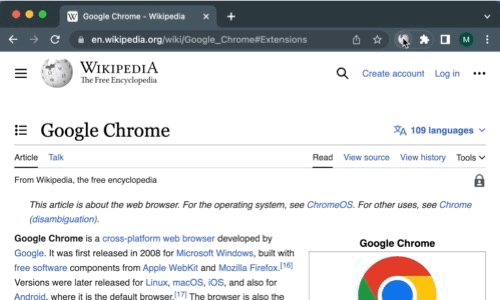 Google Chrome - Wikipedia
en.wikipedia.org/wiki/Google_Chrome#Extensions
M
WIKIPEDIA
The Free Encyclopedia
Create account Log in
Google Chrome
109 languages
Article Talk Read View source View history Tools
From Wikipedia, the free encyclopedia
This article is about the web browser. For the operating system, see ChromeOS. For other uses, see Chrome
(disambiguation).
Google Chrome is a cross-platform web browser developed by
Google. It was first released in 2008 for Microsoft Windows, built with
free software components from Apple WebKit and Mozilla Firefox.[16]
Versions were later released for Linux, macOS, iOS, and also for
Android, where it is the default browser.[17] The browser is also the
Google Chrome